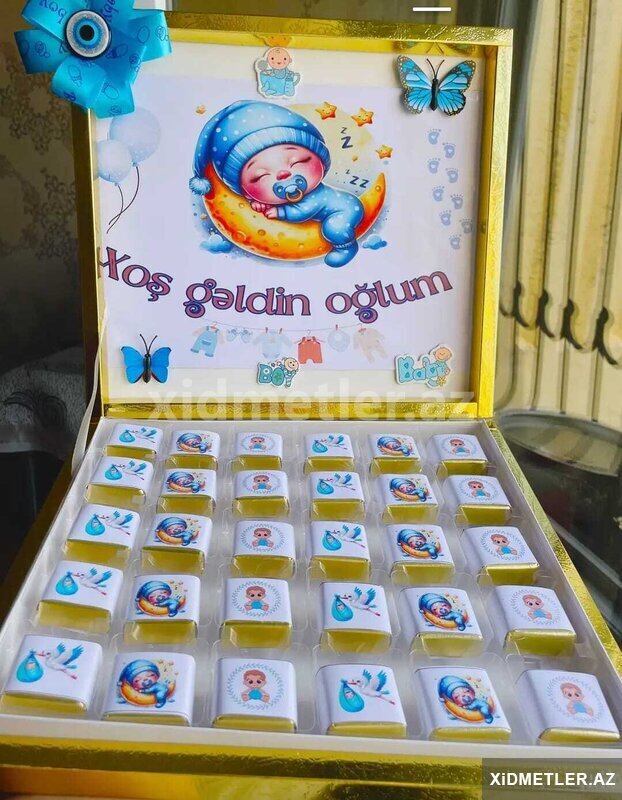 z
z
z
z
z
Xoş gəldin oğlum
BOY
Baby
xidmetler.az
XiDMETLER.AZ